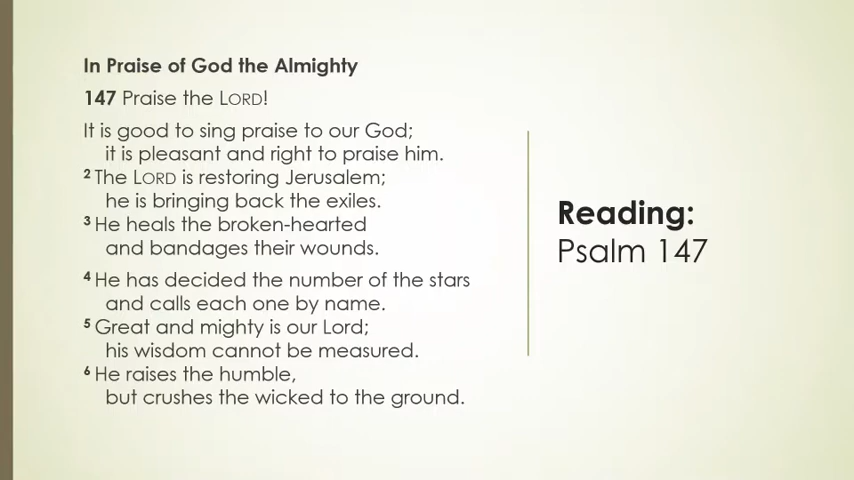 In Praise of God the Almighty
147 Praise the LORD!
It is good to sing praise to our God;
it is pleasant and right to praise him.
2 The LORD is restoring Jerusalem;
he is bringing back the exiles.
3 He heals the broken-hearted
and bandages their wounds.
4 He has decided the number of the stars
and calls each one by name.
5 Great and mighty is our Lord;
his wisdom cannot be measured.
6 He raises the humble,
but crushes the wicked to the ground.
Reading:
Psalm 147